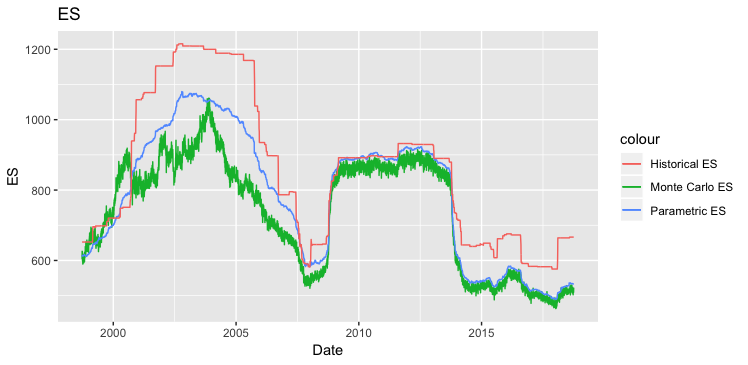 ES
1200
1000
800
600
ES
2000
2005
2010
2015
Date
colour
Historical ES
Monte Carlo ES
Parametric ES